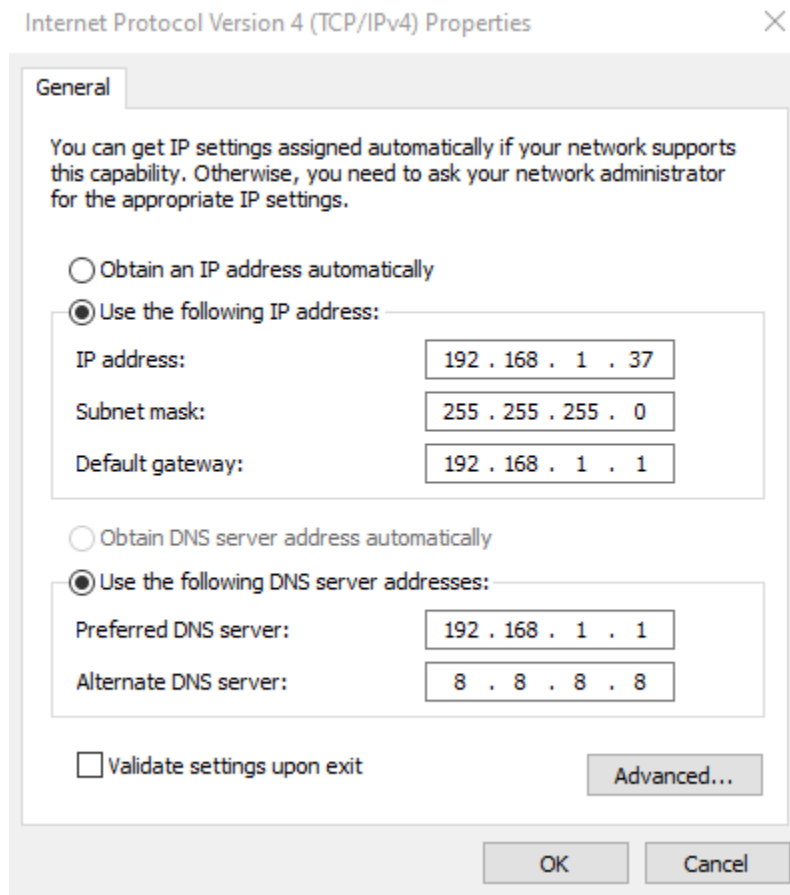 Internet Protocol Version 4 (TCP/IPv4) Properties
General
You can get IP settings assigned automatically if your network supports
this capability. Otherwise, you need to ask your network administrator
for the appropriate IP settings.
Obtain an IP address automatically
Use the following IP address:
IP address: 192 . 168 . 1 . 37
Subnet mask: 255 . 255 . 255 . 0
Default gateway: 192 . 168 . 1 . 1
Obtain DNS server address automatically
Use the following DNS server addresses:
Preferred DNS server: 192 . 168 . 1 . 1
Alternate DNS server: 8 . 8 . 8 . 8
Validate settings upon exit
Advanced...
OK Cancel